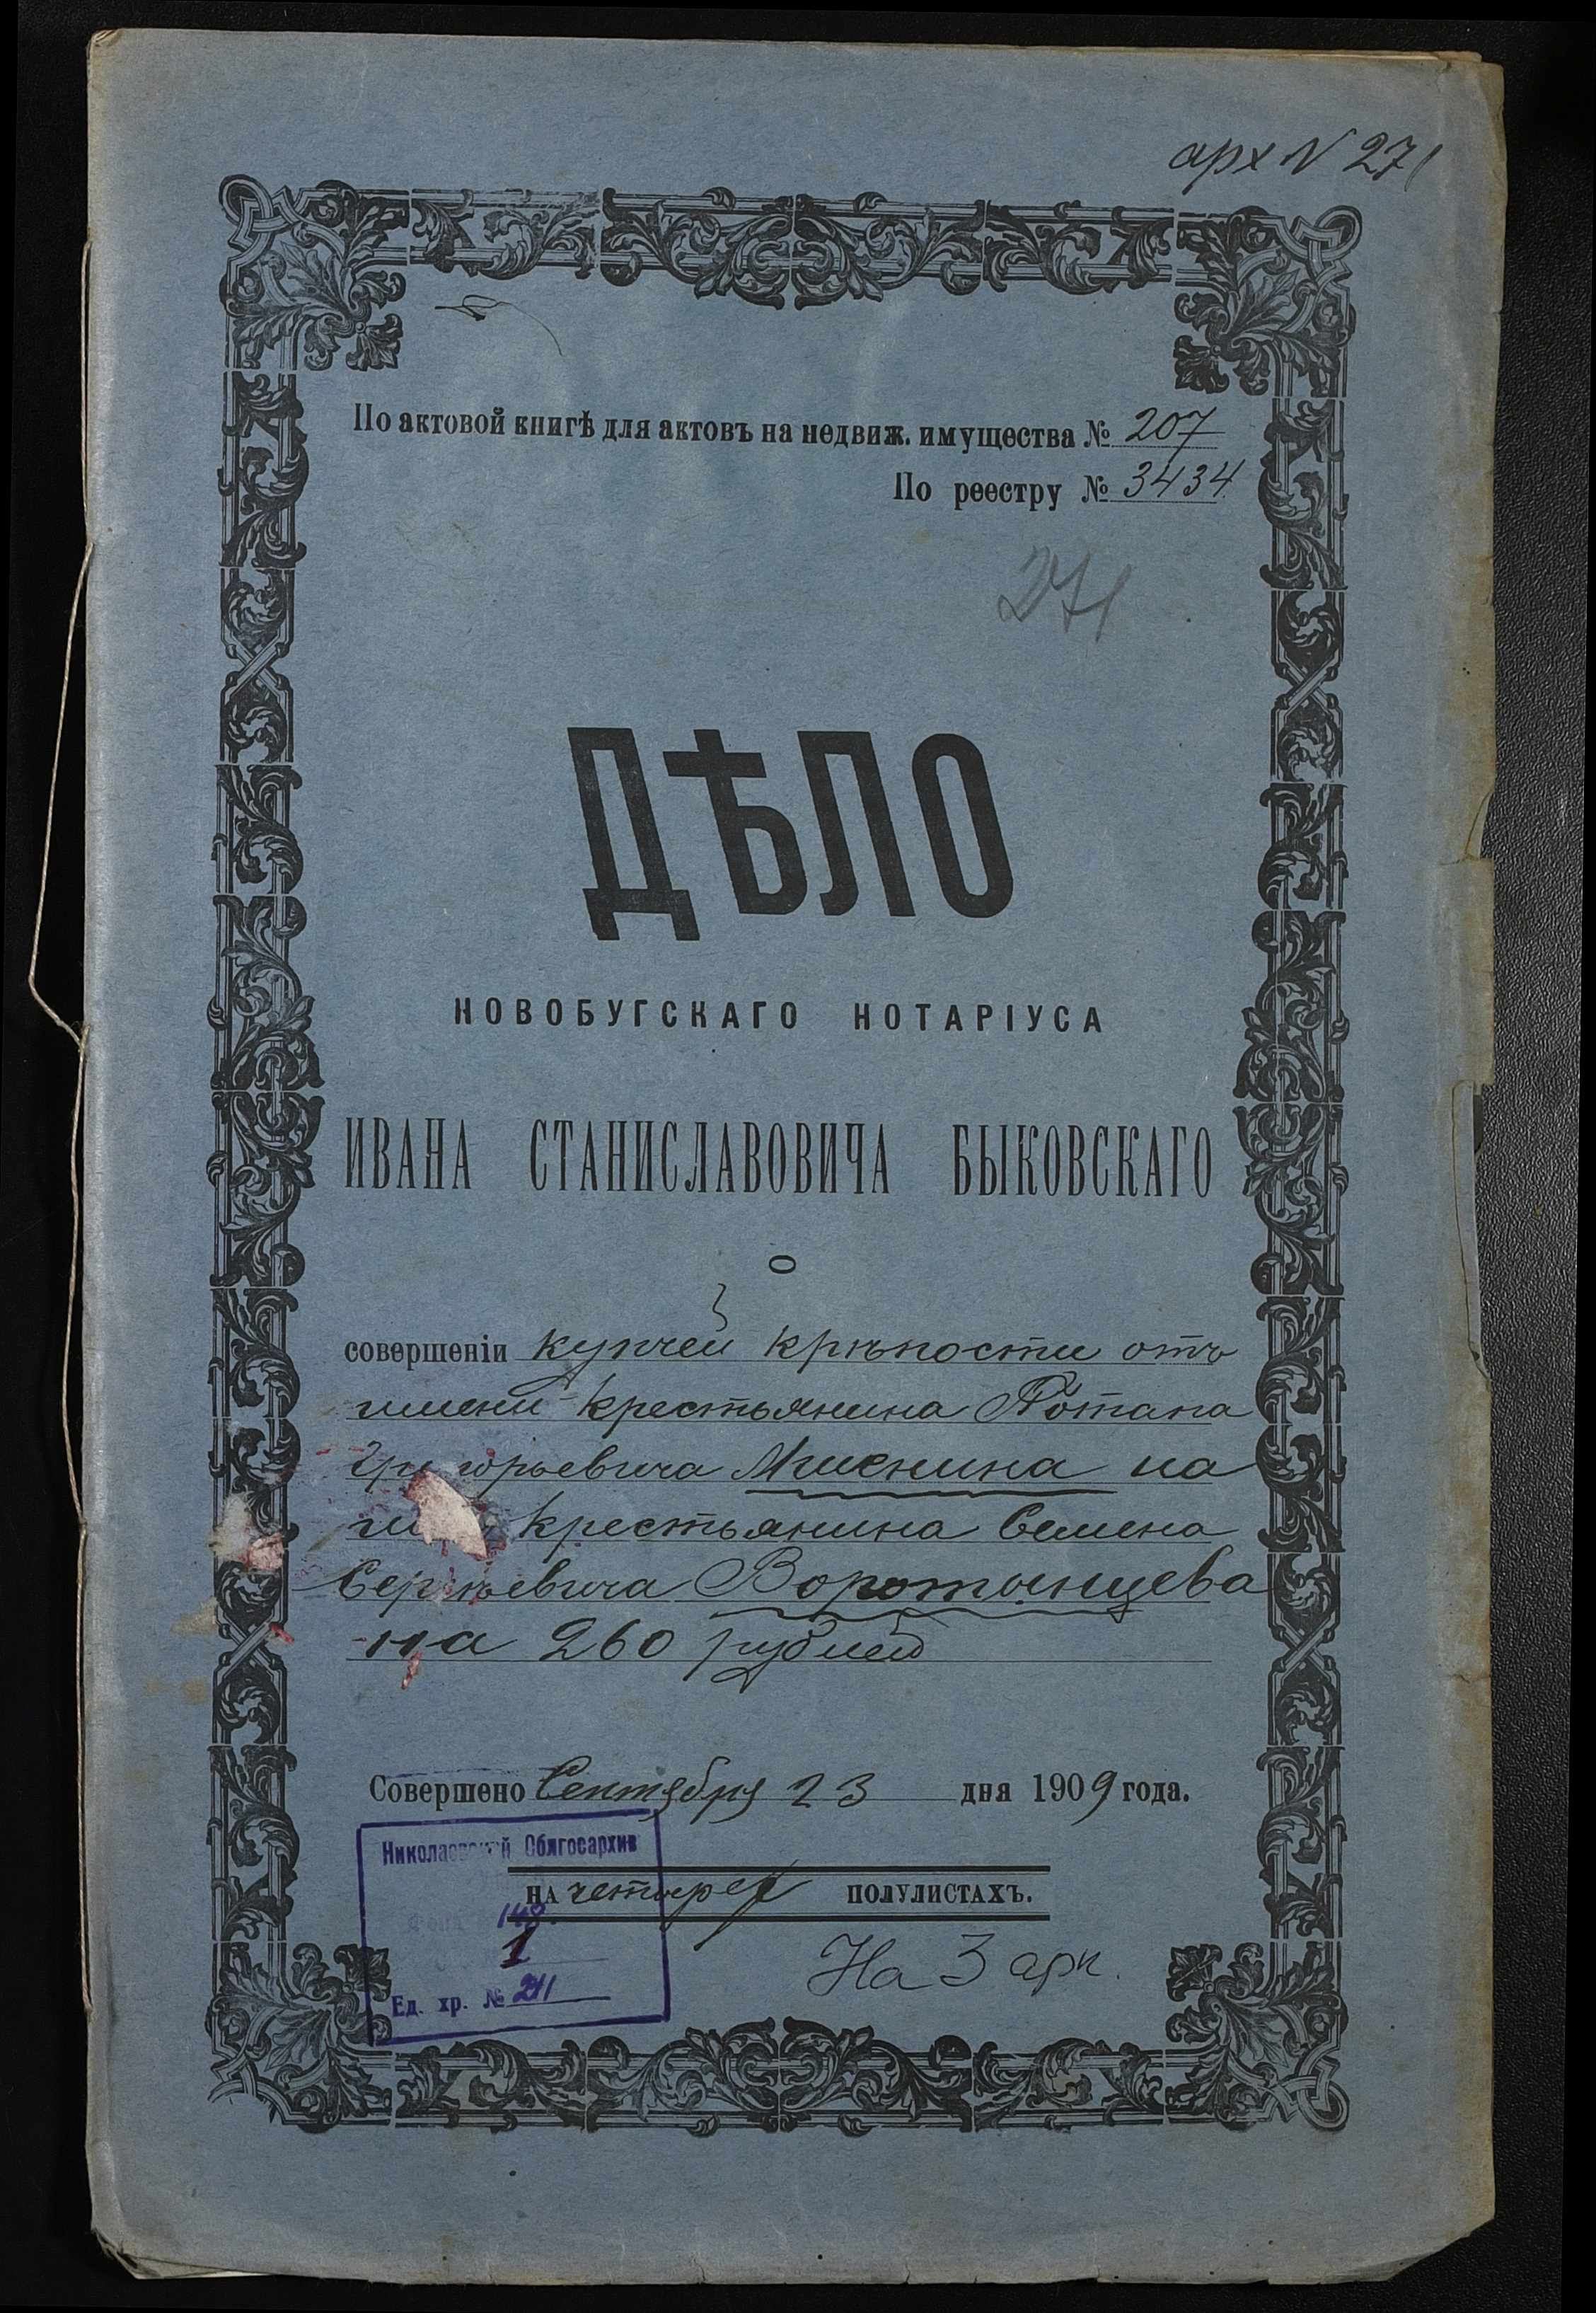 арх N 271
По актовой книгѣ для актовъ на недвиж. имущества № 207
По реестру № 3434
271
ДѢЛО
НОВОБУГСКАГО НОТАРІУСА
ИВАНА СТАНИСЛАВОВИЧА БЫКОВСКАГО
О
совершеніи купчей крѣпости отъ
имени крестьянина Потапа
Григорьевича Мишенина на
крестьянина Семена
Сергѣевича Воротынцева
на 260 рублей
Совершено Сентября 23 дня 1909 года.
Николаевский Облгосархив
НА четырех ПОЛУЛИСТАХЪ.
1
На 3 арк.
Ед. хр. №